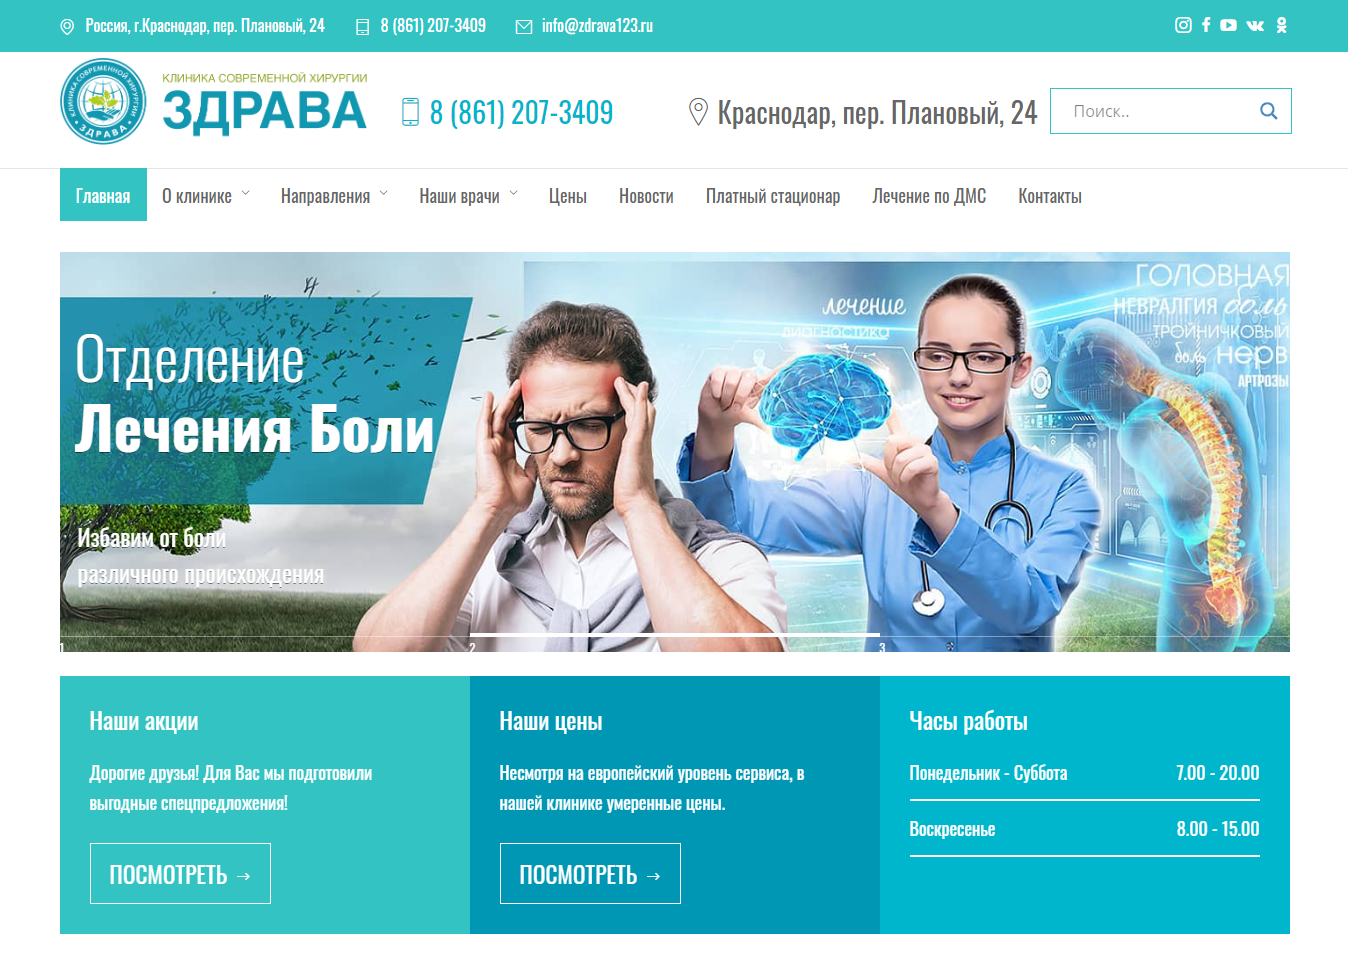 Россия, г.Краснодар, пер. Плановый, 24
8 (861) 207-3409
info@zdrava123.ru
КЛИНИКА СОВРЕМЕННОЙ ХИРУРГИИ
ЗДРАВА
КЛИНИКА СОВРЕМЕННОЙ ХИРУРГИИ
ЗДРАВА
8 (861) 207-3409
Краснодар, пер. Плановый, 24
Поиск..
Главная
О клинике
Направления
Наши врачи
Цены
Новости
Платный стационар
Лечение по ДМС
Контакты
Отделение
Лечения Боли
Избавим от боли
различного происхождения
лечение
диагностика
ГОЛОВНАЯ
НЕВРАЛГИЯ боль
ТРОЙНИЧКОВЫЙ
боль нерв
АРТРОЗЫ
1
2
3
Наши акции
Дорогие друзья! Для Вас мы подготовили
выгодные спецпредложения!
ПОСМОТРЕТЬ →
Наши цены
Несмотря на европейский уровень сервиса, в
нашей клинике умеренные цены.
ПОСМОТРЕТЬ →
Часы работы
Понедельник - Суббота 7.00 - 20.00
Воскресенье 8.00 - 15.00